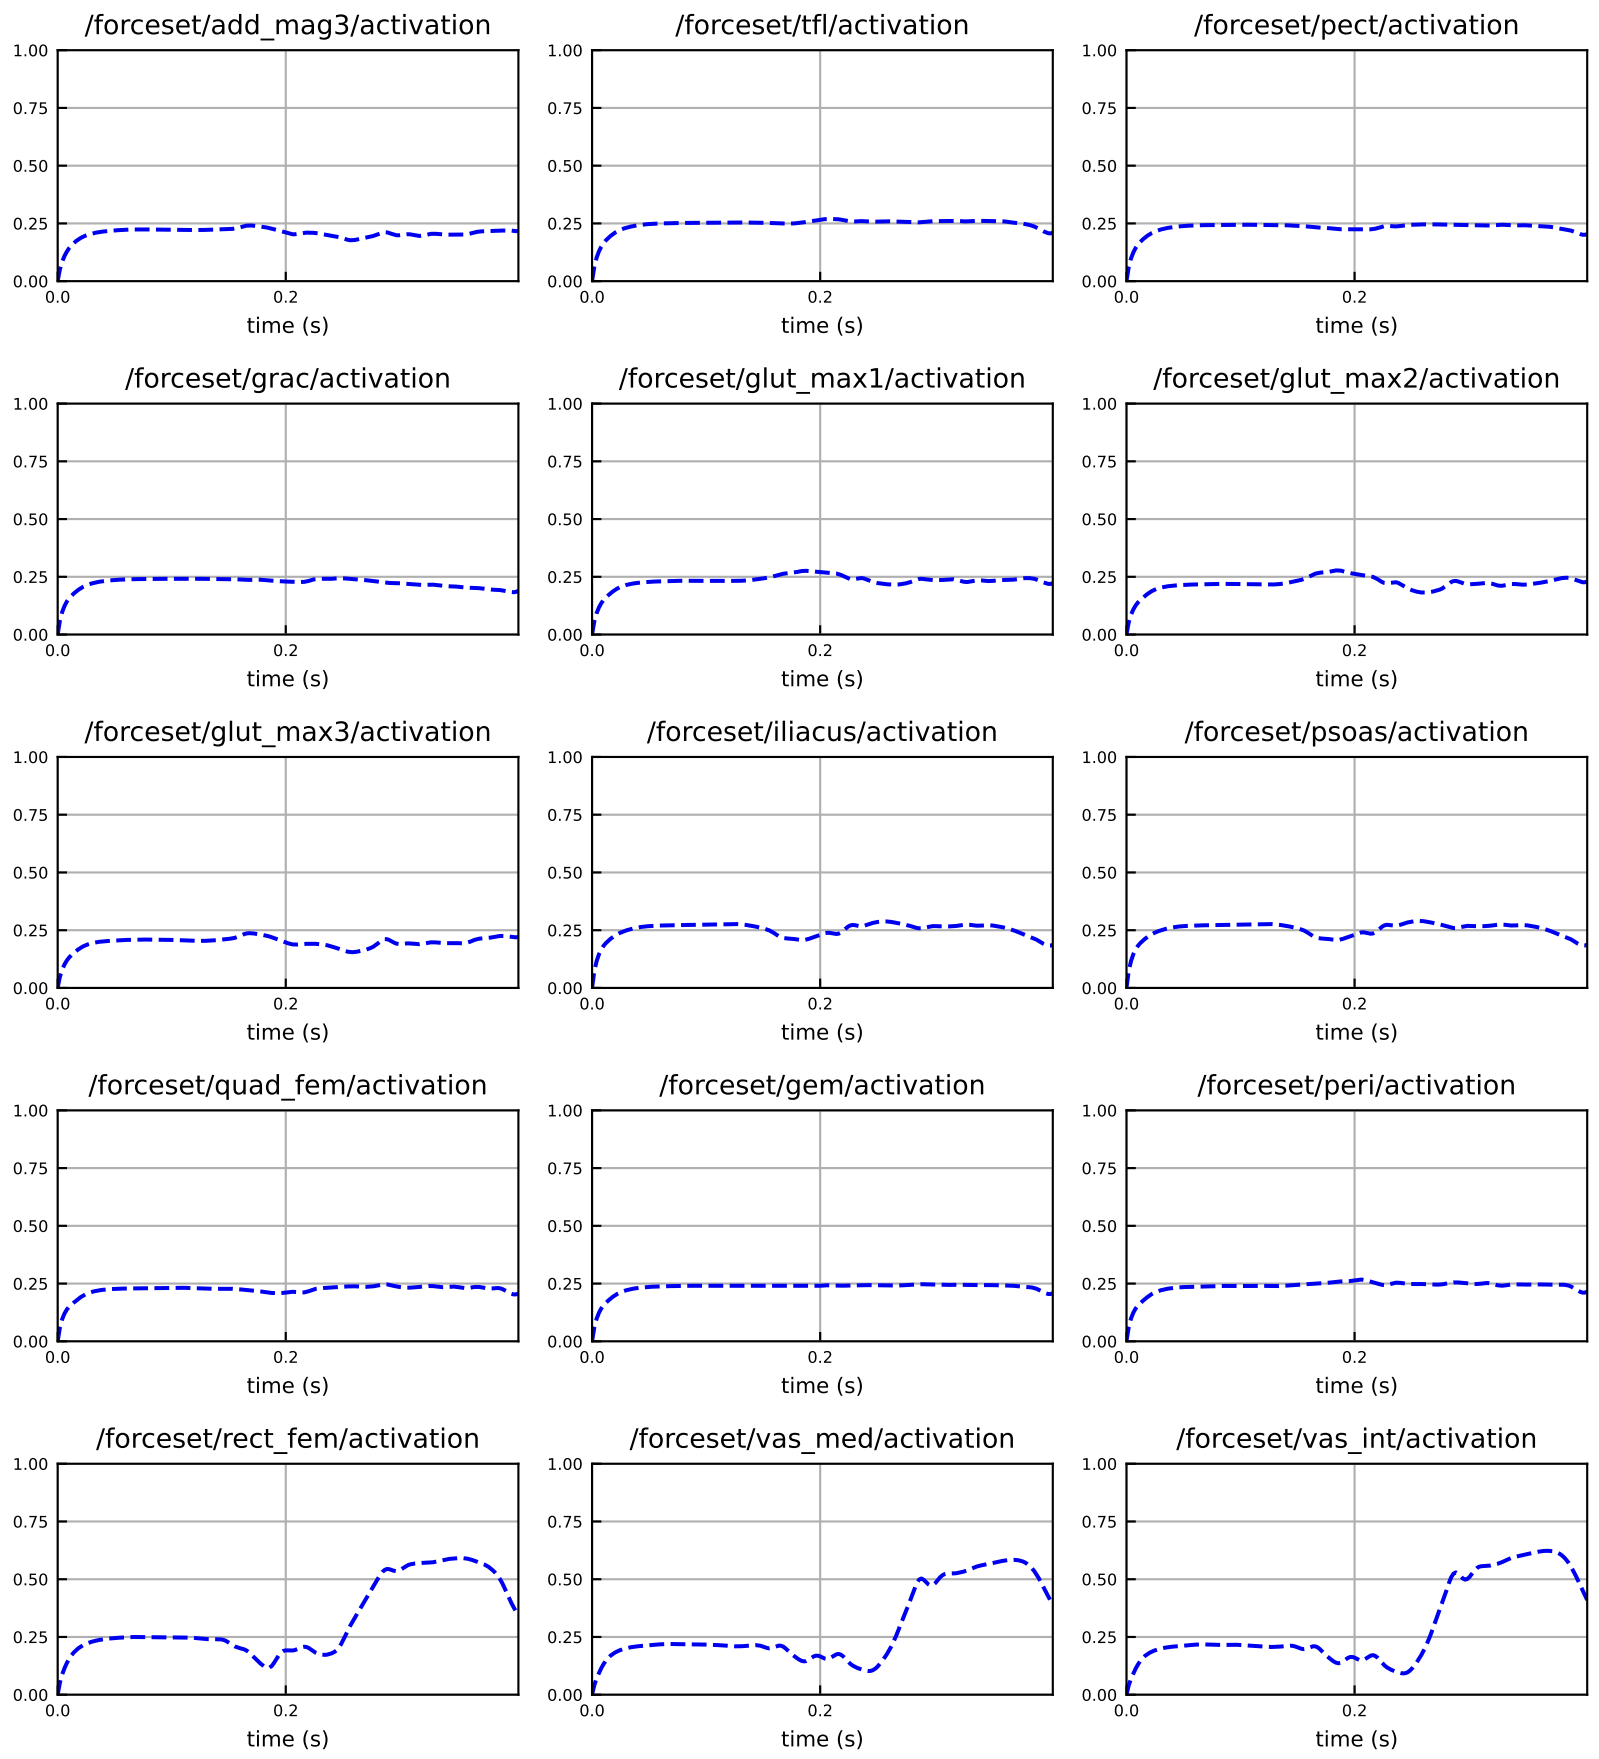 /forceset/add_mag3/activation /forceset/tfl/activation /forceset/pect/activation
1.00 1.00 1.00
0.75 0.75 0.75
0.50 0.50 0.50
0.25 0.25 0.25
0.00 0.00 0.00
0.0 0.2 0.0 0.2 0.0 0.2
time (s) time (s) time (s)
/forceset/grac/activation /forceset/glut_max1/activation /forceset/glut_max2/activation
1.00 1.00 1.00
0.75 0.75 0.75
0.50 0.50 0.50
0.25 0.25 0.25
0.00 0.00 0.00
0.0 0.2 0.0 0.2 0.0 0.2
time (s) time (s) time (s)
/forceset/glut_max3/activation /forceset/iliacus/activation /forceset/psoas/activation
1.00 1.00 1.00
0.75 0.75 0.75
0.50 0.50 0.50
0.25 0.25 0.25
0.00 0.00 0.00
0.0 0.2 0.0 0.2 0.0 0.2
time (s) time (s) time (s)
/forceset/quad_fem/activation /forceset/gem/activation /forceset/peri/activation
1.00 1.00 1.00
0.75 0.75 0.75
0.50 0.50 0.50
0.25 0.25 0.25
0.00 0.00 0.00
0.0 0.2 0.0 0.2 0.0 0.2
time (s) time (s) time (s)
/forceset/rect_fem/activation /forceset/vas_med/activation /forceset/vas_int/activation
1.00 1.00 1.00
0.75 0.75 0.75
0.50 0.50 0.50
0.25 0.25 0.25
0.00 0.00 0.00
0.0 0.2 0.0 0.2 0.0 0.2
time (s) time (s) time (s)